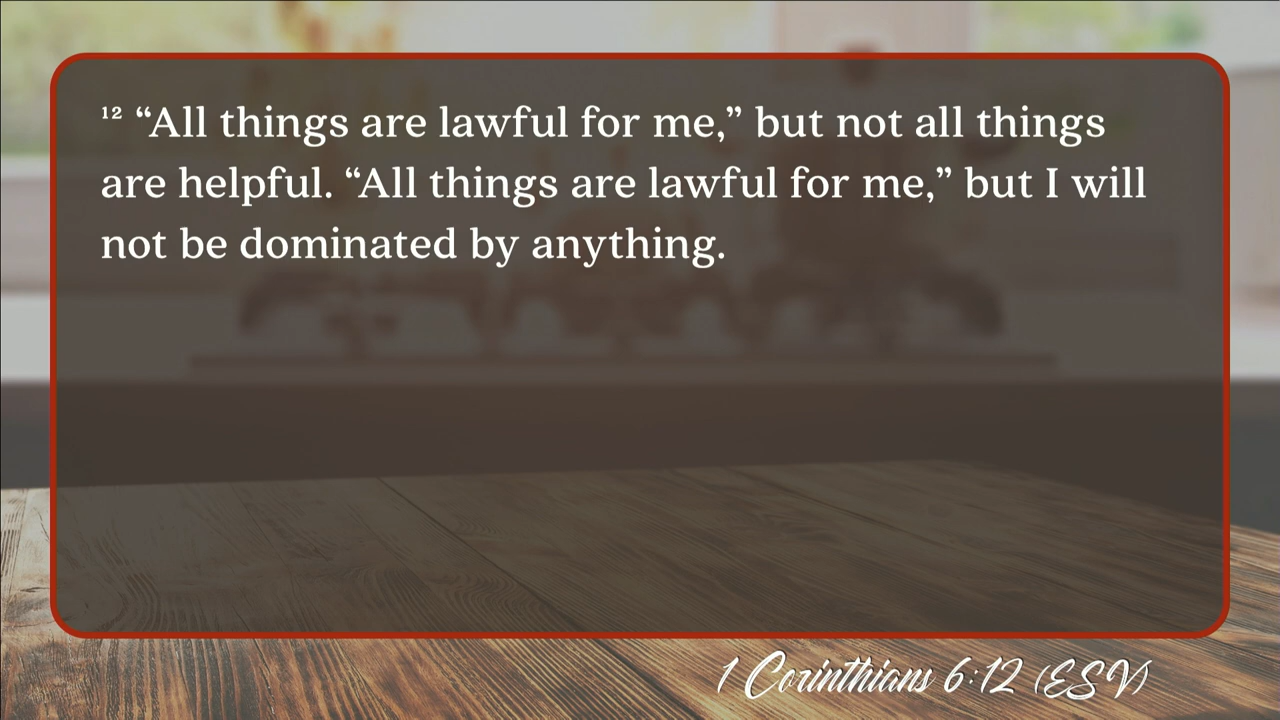 ¹² “All things are lawful for me,” but not all things
are helpful. “All things are lawful for me,” but I will
not be dominated by anything.
1 Corinthians 6:12 (ESV)